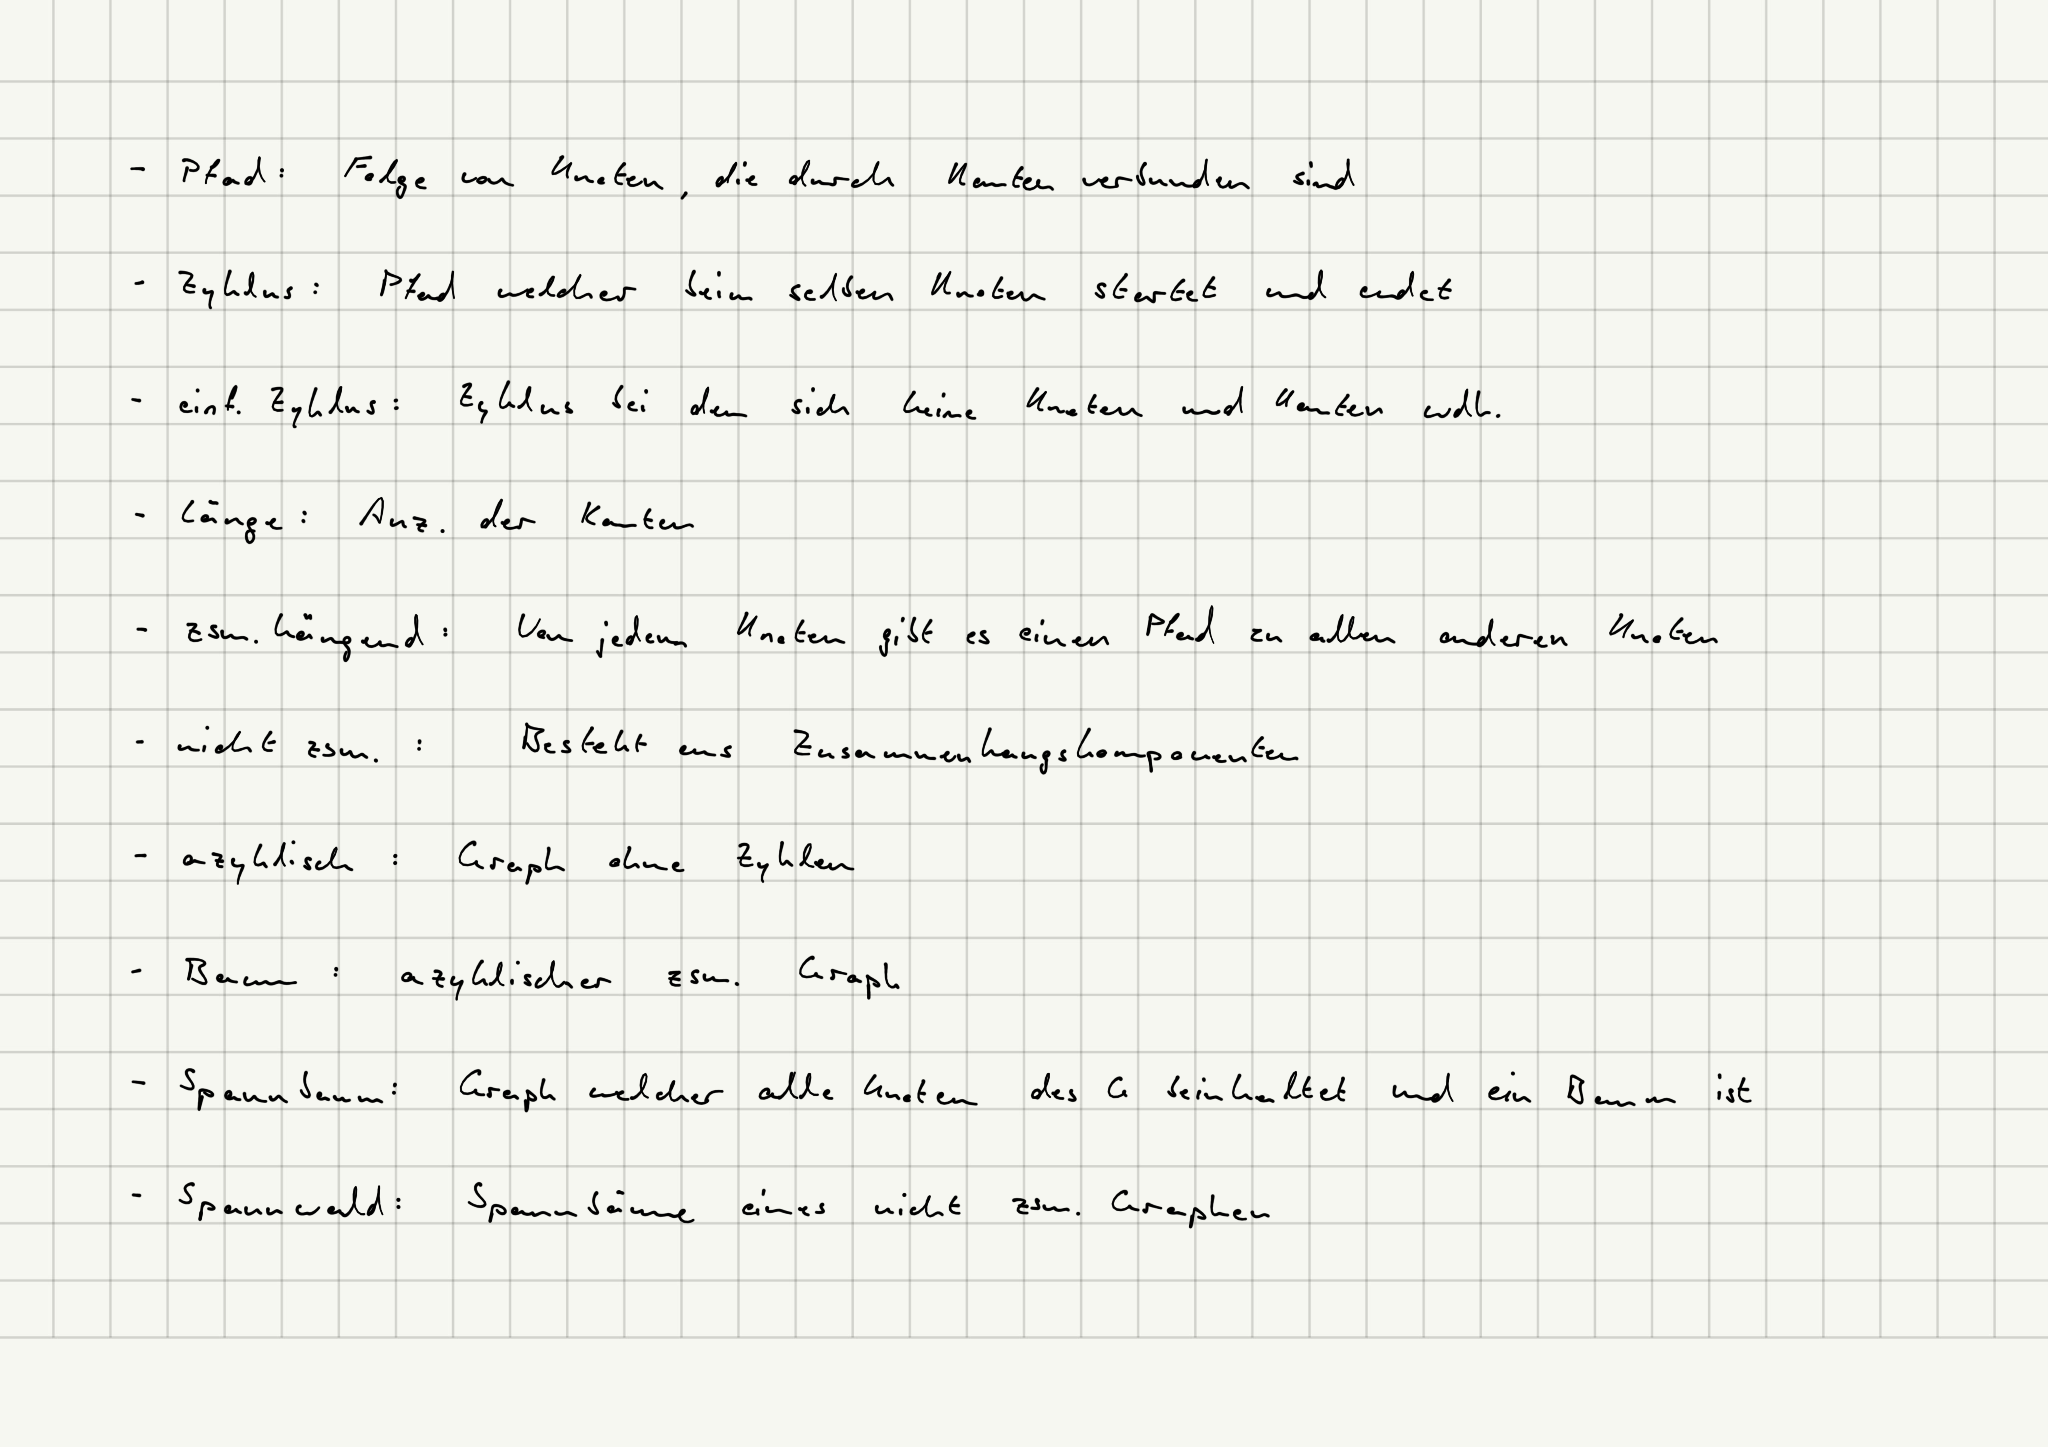 - Pfad: Folge von Knoten, die durch Kanten verbunden sind
- Zyklus: Pfad welcher beim selben Knoten startet und endet
- einf. Zyklus: Zyklus bei dem sich keine Knoten und Kanten wdh.
- Länge: Anz. der Kanten
- zsm. hängend: Von jedem Knoten gibt es einen Pfad zu allen anderen Knoten
- nicht zsm.: Besteht aus Zusammenhangskomponenten
- azyklisch: Graph ohne Zyklen
- Baum: azyklischer zsm. Graph
- Spannbaum: Graph welcher alle Knoten des G beinhaltet und ein Baum ist
- Spannwald: Spannbäume eines nicht zsm. Graphen